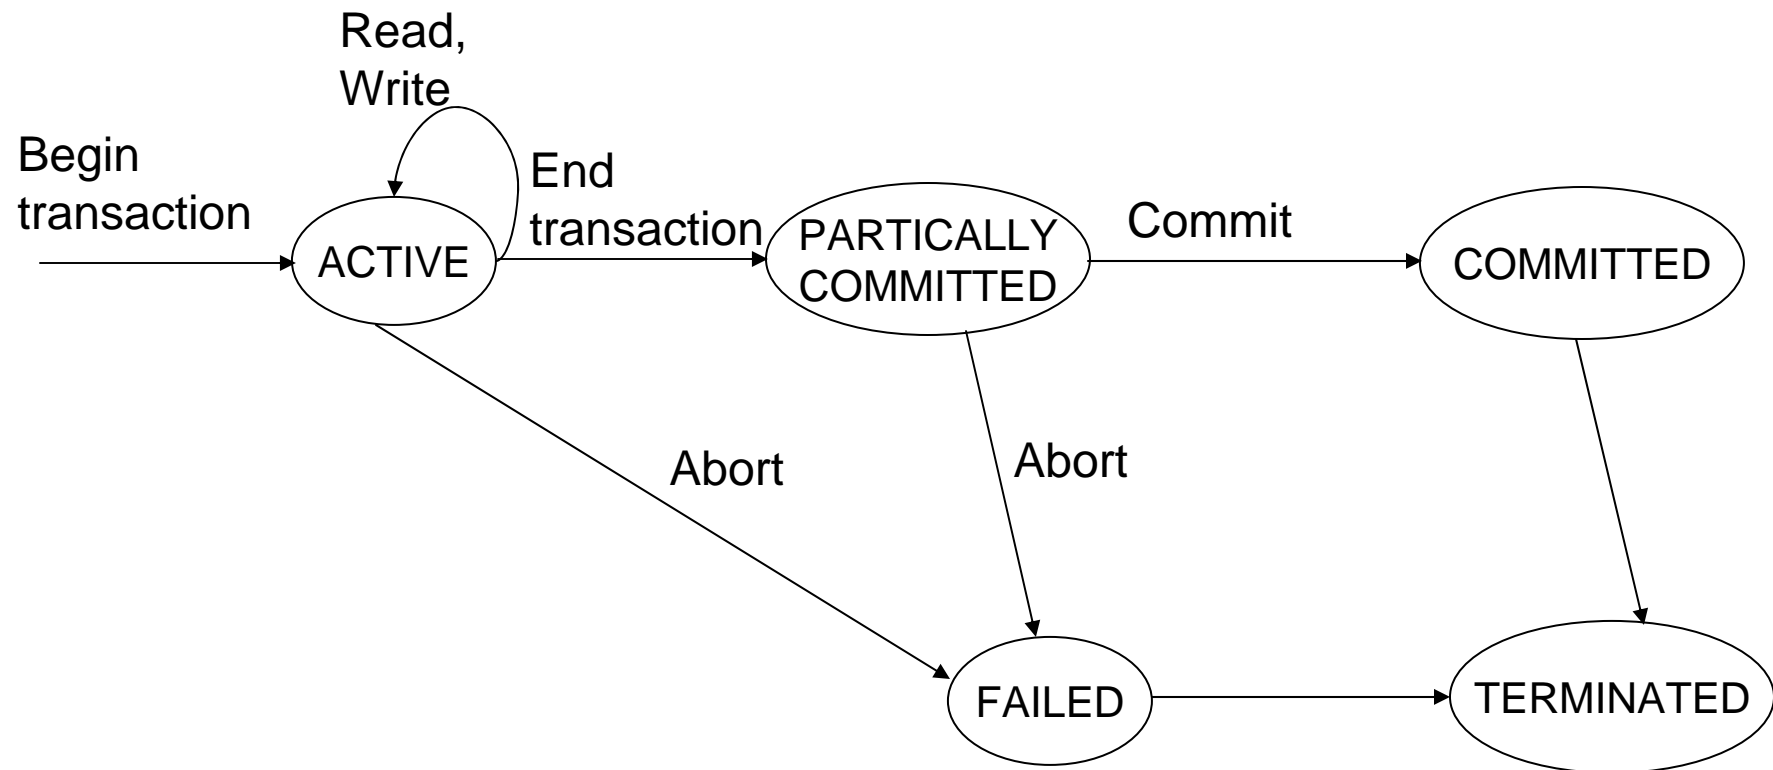 Read,
Write
Begin
transaction
End
transaction
ACTIVE
PARTICALLY
COMMITTED
Commit
COMMITTED
Abort
Abort
FAILED
TERMINATED